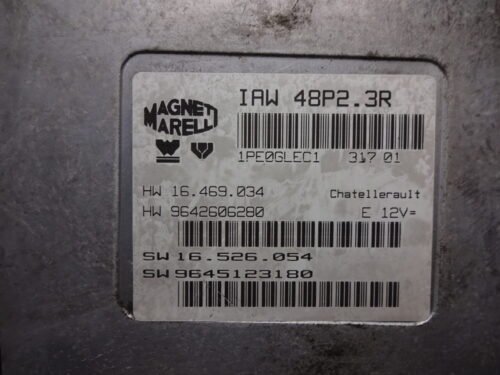 MAGNETI
MARELLI
IAW 48P2.3R
1PE0GLEC1 317 01
HW 16.469.034 Chatellerault
HW 9642606280 E 12V=
SW 16.526.054
SW 9645123180